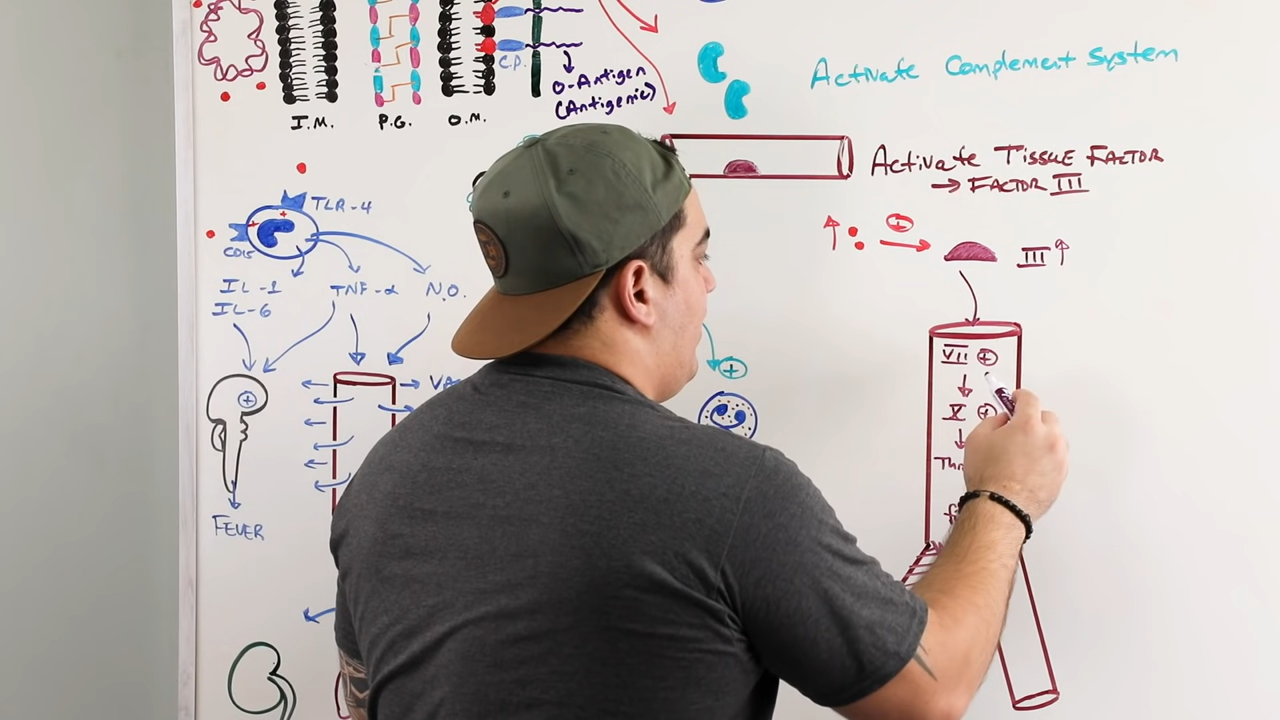 I.M.
P.G.
O.M.
C.P.
O-Antigen
(Antigenic)
Activate Complement System
Activate Tissue Factor
→ Factor III
TLR-4
CD15
IL-1
IL-6
TNF-α
N.O.
FEVER
III ↑
VII +
X +